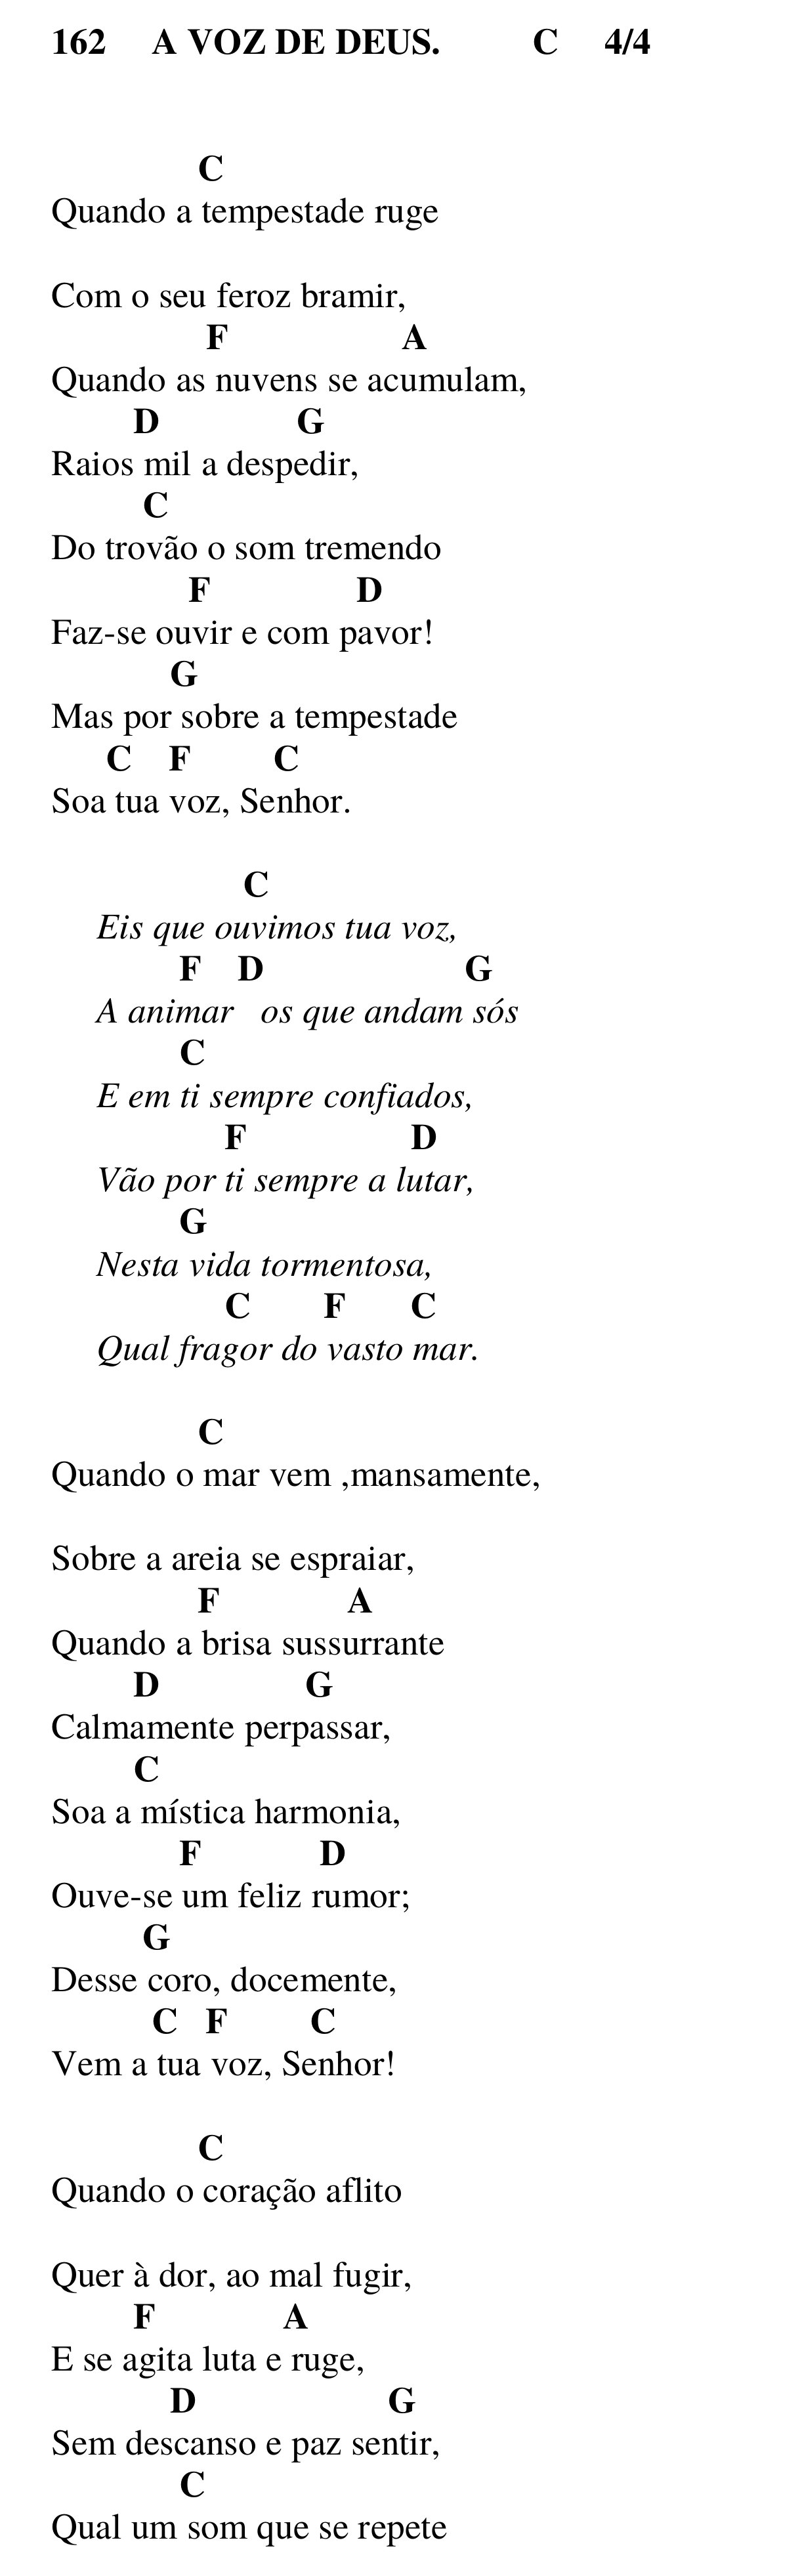 162 A VOZ DE DEUS. C 4/4
C
Quando a tempestade ruge
Com o seu feroz bramir,
F A
Quando as nuvens se acumulam,
D G
Raios mil a despedir,
C
Do trovão o som tremendo
F D
Faz-se ouvir e com pavor!
G
Mas por sobre a tempestade
C F C
Soa tua voz, Senhor.
C
Eis que ouvimos tua voz,
F D G
A animar os que andam sós
C
E em ti sempre confiados,
F D
Vão por ti sempre a lutar,
G
Nesta vida tormentosa,
C F C
Qual fragor do vasto mar.
C
Quando o mar vem ,mansamente,
Sobre a areia se espraiar,
F A
Quando a brisa sussurrante
D G
Calmamente perpassar,
C
Soa a mística harmonia,
F D
Ouve-se um feliz rumor;
G
Desse coro, docemente,
C F C
Vem a tua voz, Senhor!
C
Quando o coração aflito
Quer à dor, ao mal fugir,
F A
E se agita luta e ruge,
D G
Sem descanso e paz sentir,
C
Qual um som que se repete